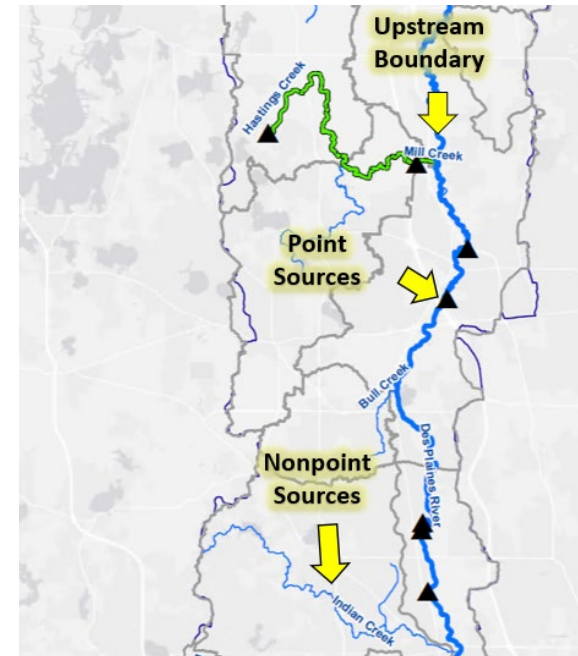 Upstream
Boundary
Hastings Creek
Mill Creek
Point
Sources
Bull Creek
Des Plaines River
Nonpoint
Sources
Indian Creek